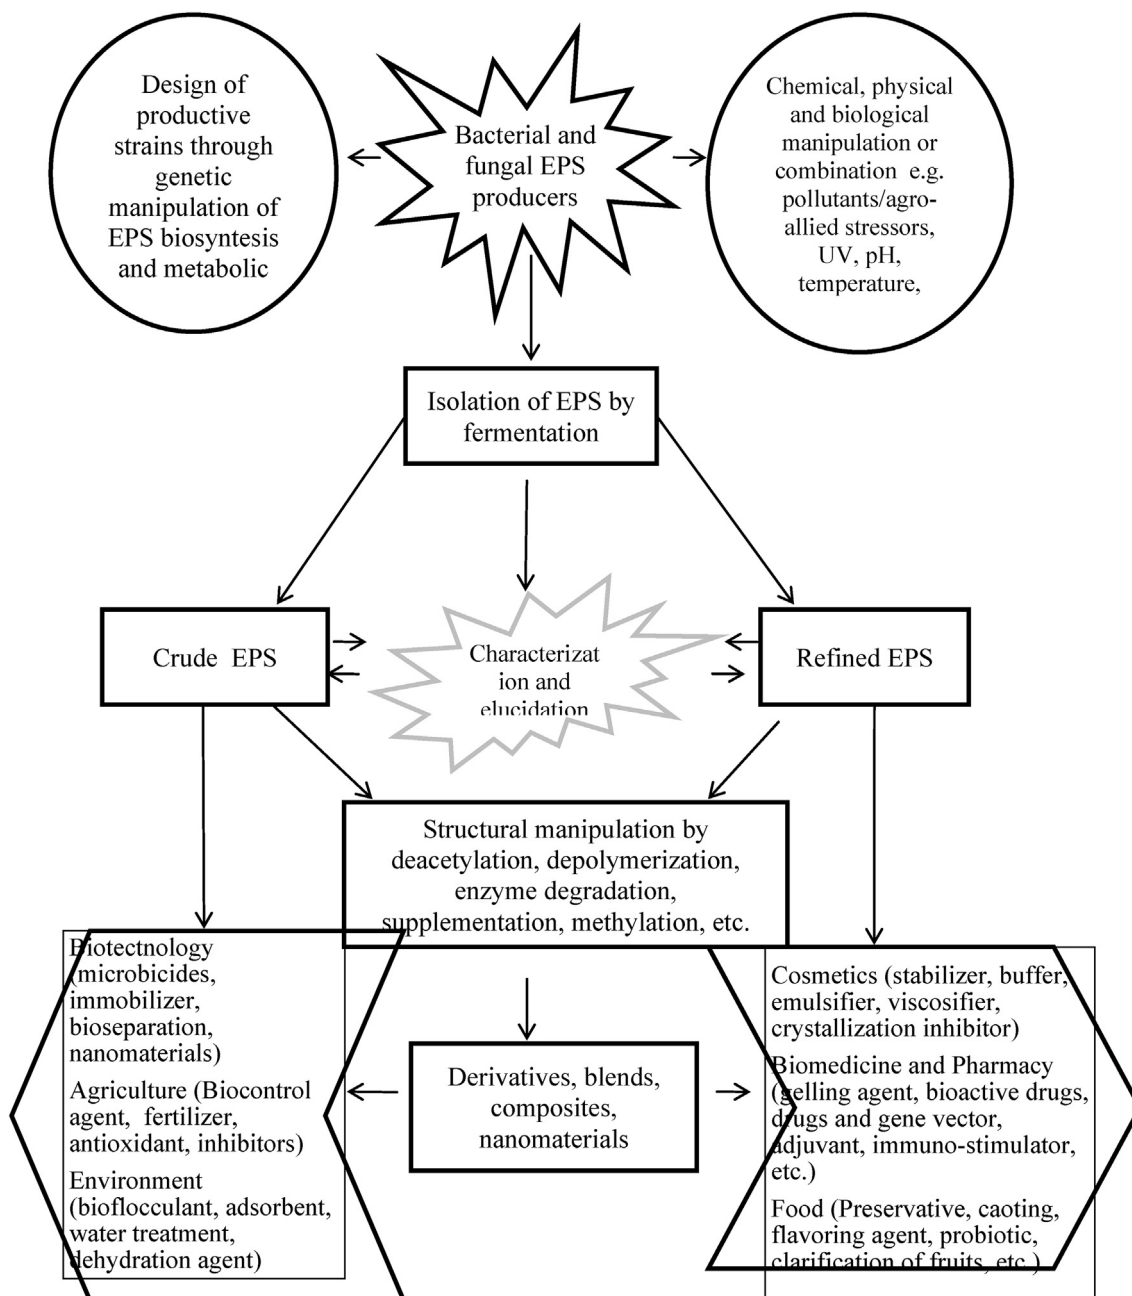 Design of
productive
strains through
genetic
manipulation of
EPS biosyntesis
and metabolic
Bacterial and
fungal EPS
producers
Chemical, physical
and biological
manipulation or
combination e.g.
pollutants/agro-
allied stressors,
UV, pH,
temperature,
Isolation of EPS by
fermentation
Crude EPS
Characterizat
ion and
elucidation
Refined EPS
Structural manipulation by
deacetylation, depolymerization,
enzyme degradation,
supplementation, methylation, etc.
Biotectnology
(microbicides,
immobilizer,
bioseparation,
nanomaterials)
Agriculture (Biocontrol
agent, fertilizer,
antioxidant, inhibitors)
Environment
(bioflocculant, adsorbent,
water treatment,
dehydration agent)
Derivatives, blends,
composites,
nanomaterials
Cosmetics (stabilizer, buffer,
emulsifier, viscosifier,
crystallization inhibitor)
Biomedicine and Pharmacy
(gelling agent, bioactive drugs,
drugs and gene vector,
adjuvant, immuno-stimulator,
etc.)
Food (Preservative, caoting,
flavoring agent, probiotic,
clarification of fruits, etc.)